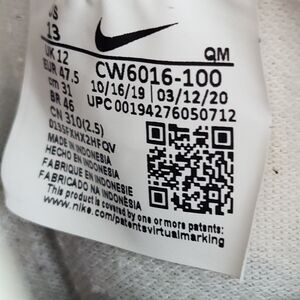 US
13
QM
UK 12
EUR 47.5
cm 31
BR 46
CN 310(2.5)
CW6016-100
10/16/19 | 03/12/20
UPC 00194276050712
MADE IN INDONESIA
HECHO EN INDONESIA
FABRIQUE EN INDONESIE
FABRICADO NA INDONESIA
This product is covered by one or more patents:
www.nike.com/patentsvirtualmarking